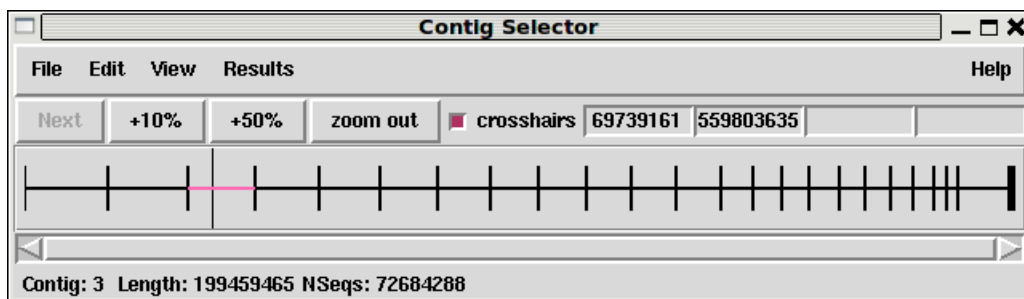 Contig Selector
File Edit View Results Help
Next +10% +50% zoom out crosshairs 69739161 559803635
Contig: 3 Length: 199459465 NSeqs: 72684288